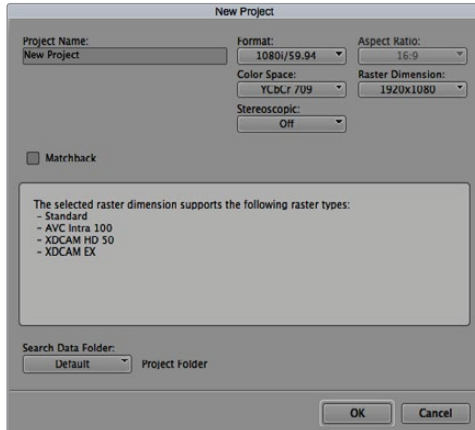 New Project
Project Name:
Format:
Aspect Ratio:
New Project
1080i/59.94
16:9
Color Space:
Raster Dimension:
YCbCr 709
1920x1080
Stereoscopic:
Off
Matchback
The selected raster dimension supports the following raster types:
- Standard
- AVC Intra 100
- XDCAM HD 50
- XDCAM EX
Search Data Folder:
Default
Project Folder
OK
Cancel